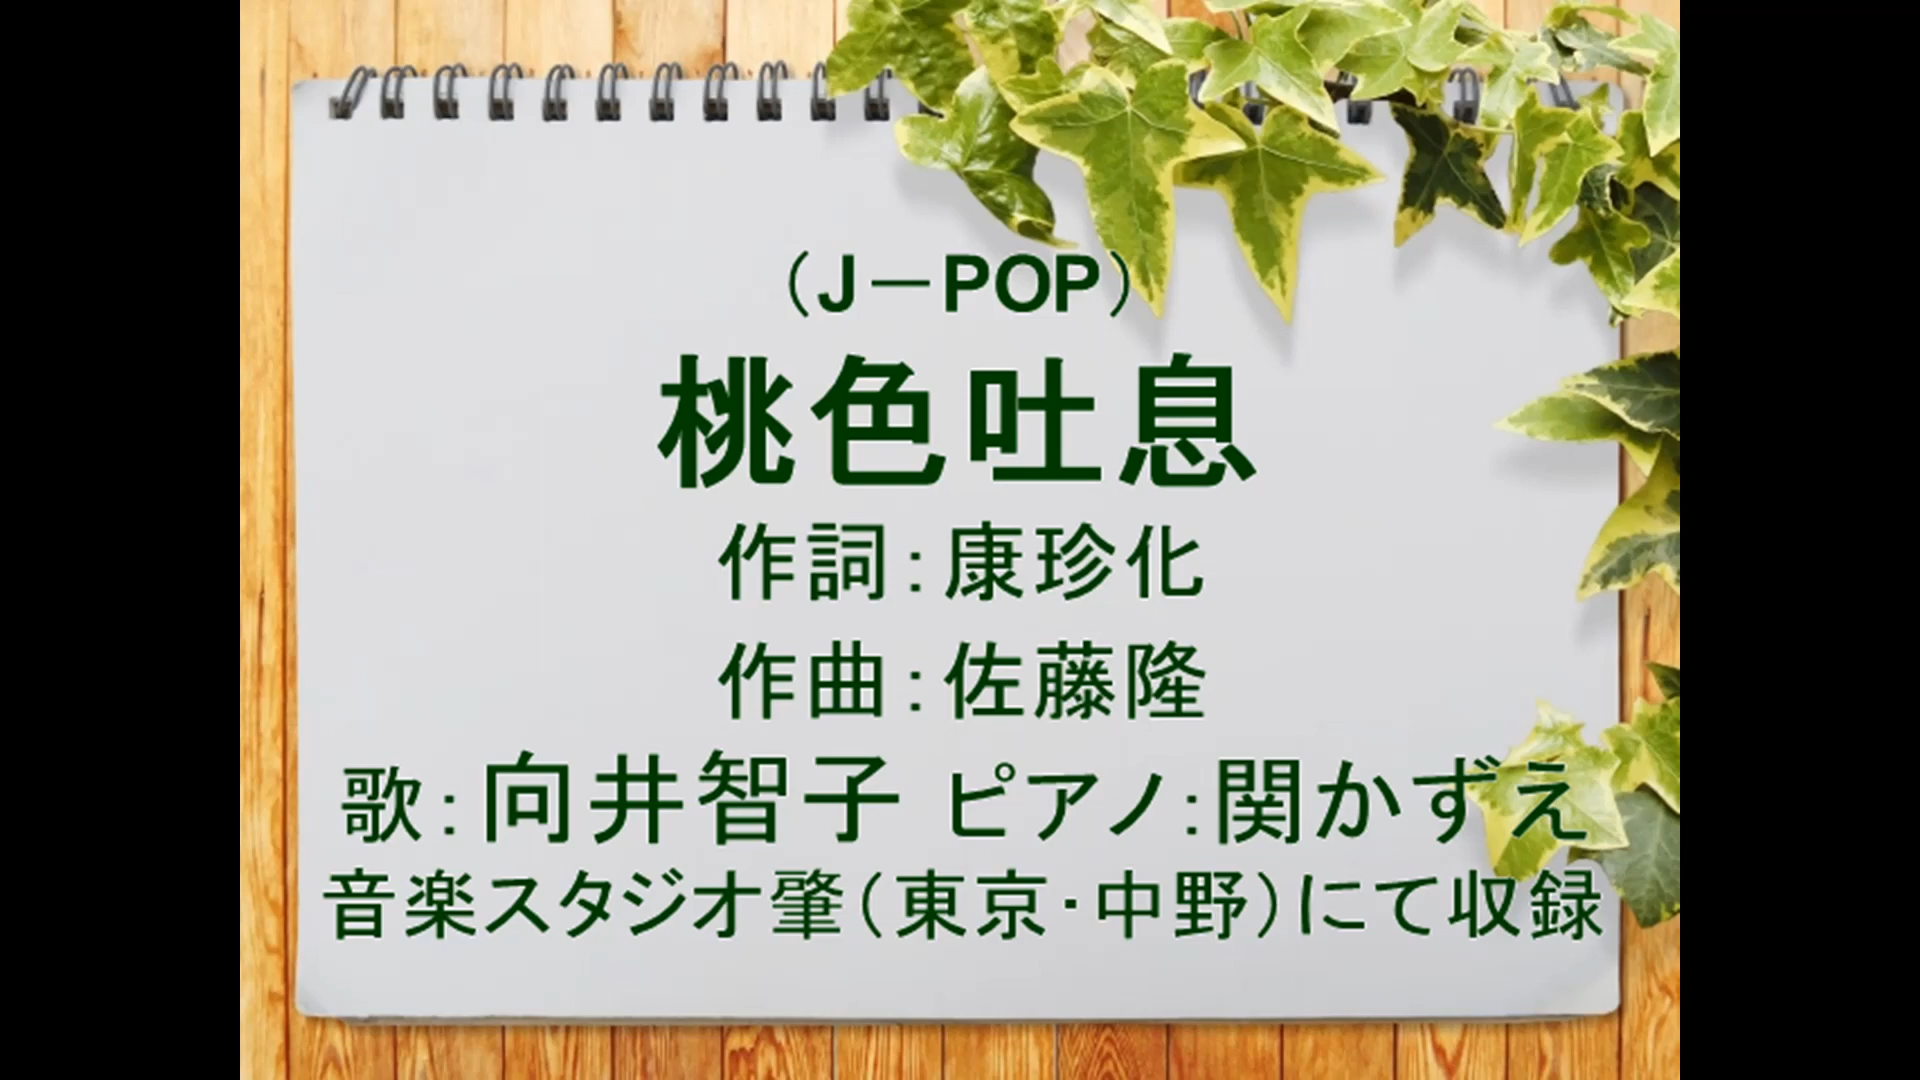 （J－POP）
桃色吐息
作詞：康珍化
作曲：佐藤隆
歌：向井智子 ピアノ：関かずえ
音楽スタジオ肇（東京・中野）にて収録